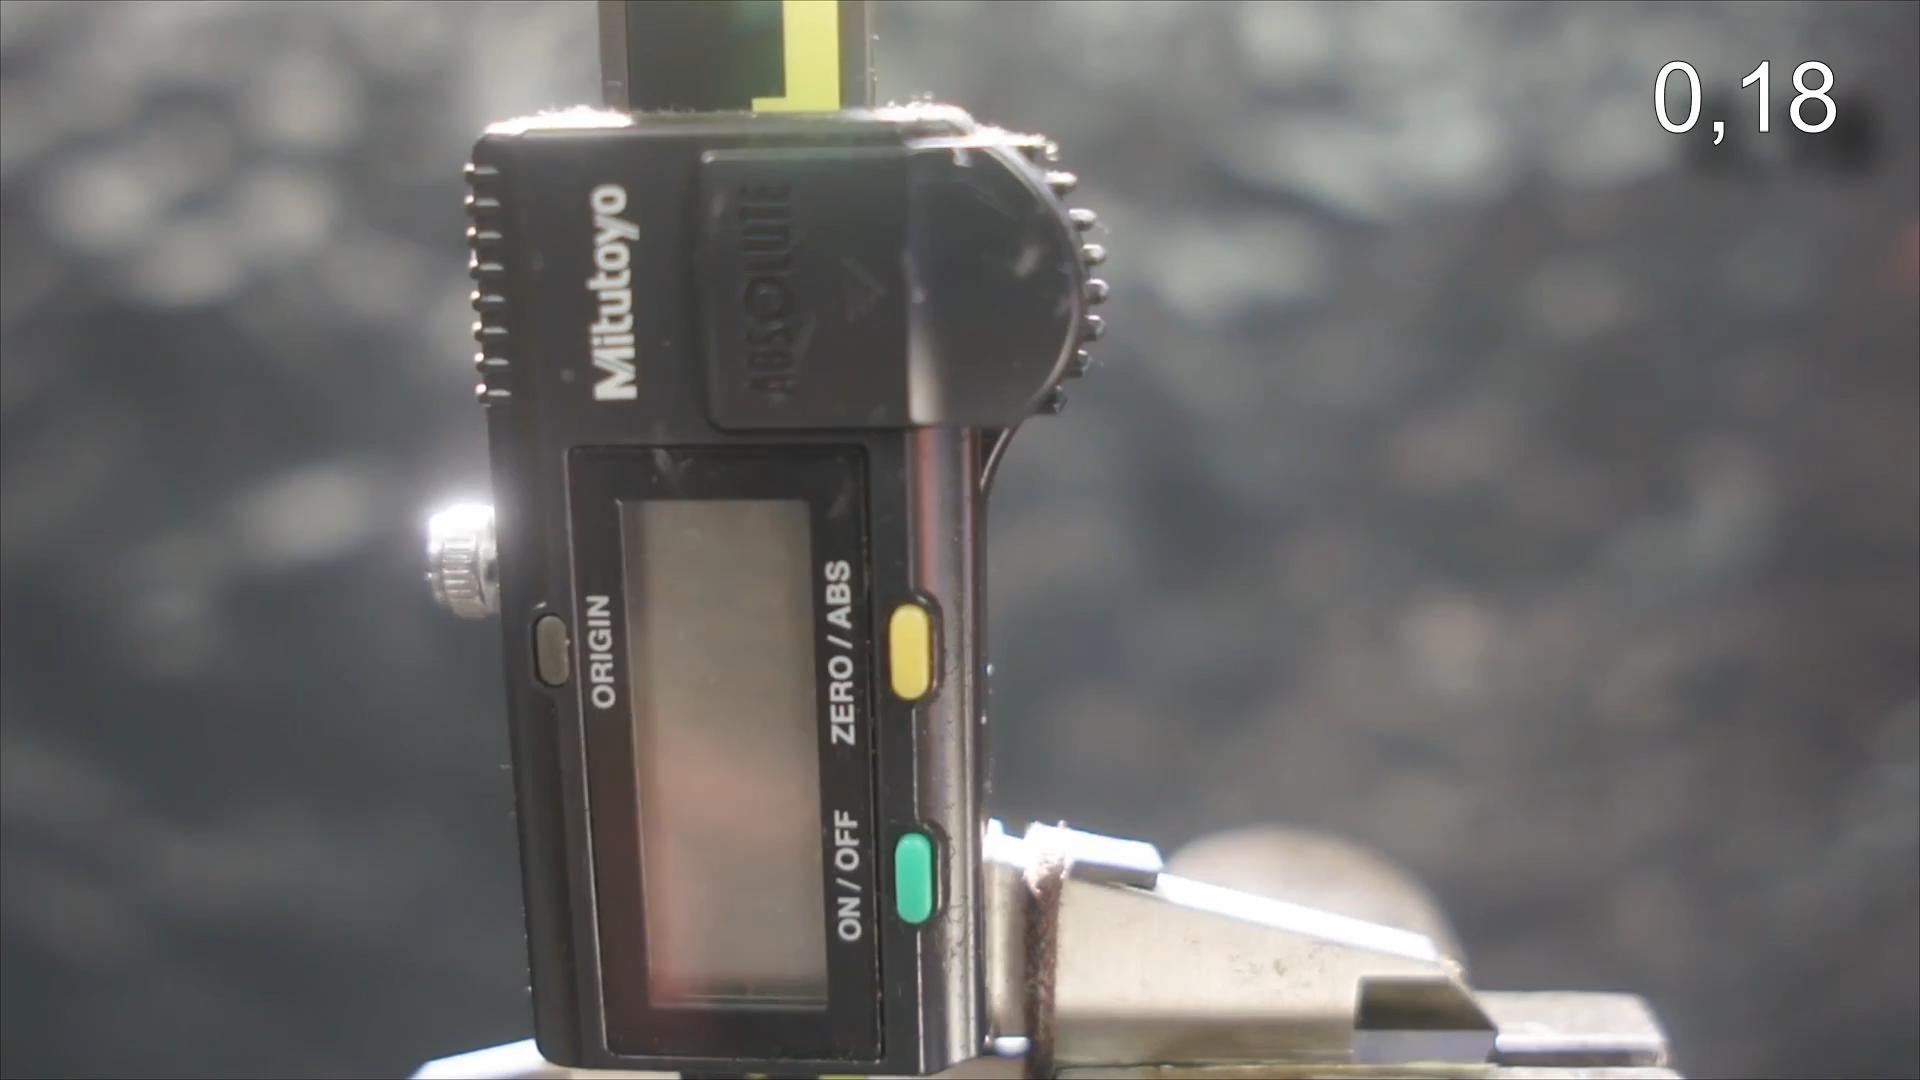 0,18
Mitutoyo
ABSOLUTE
ORIGIN
ZERO / ABS
ON / OFF